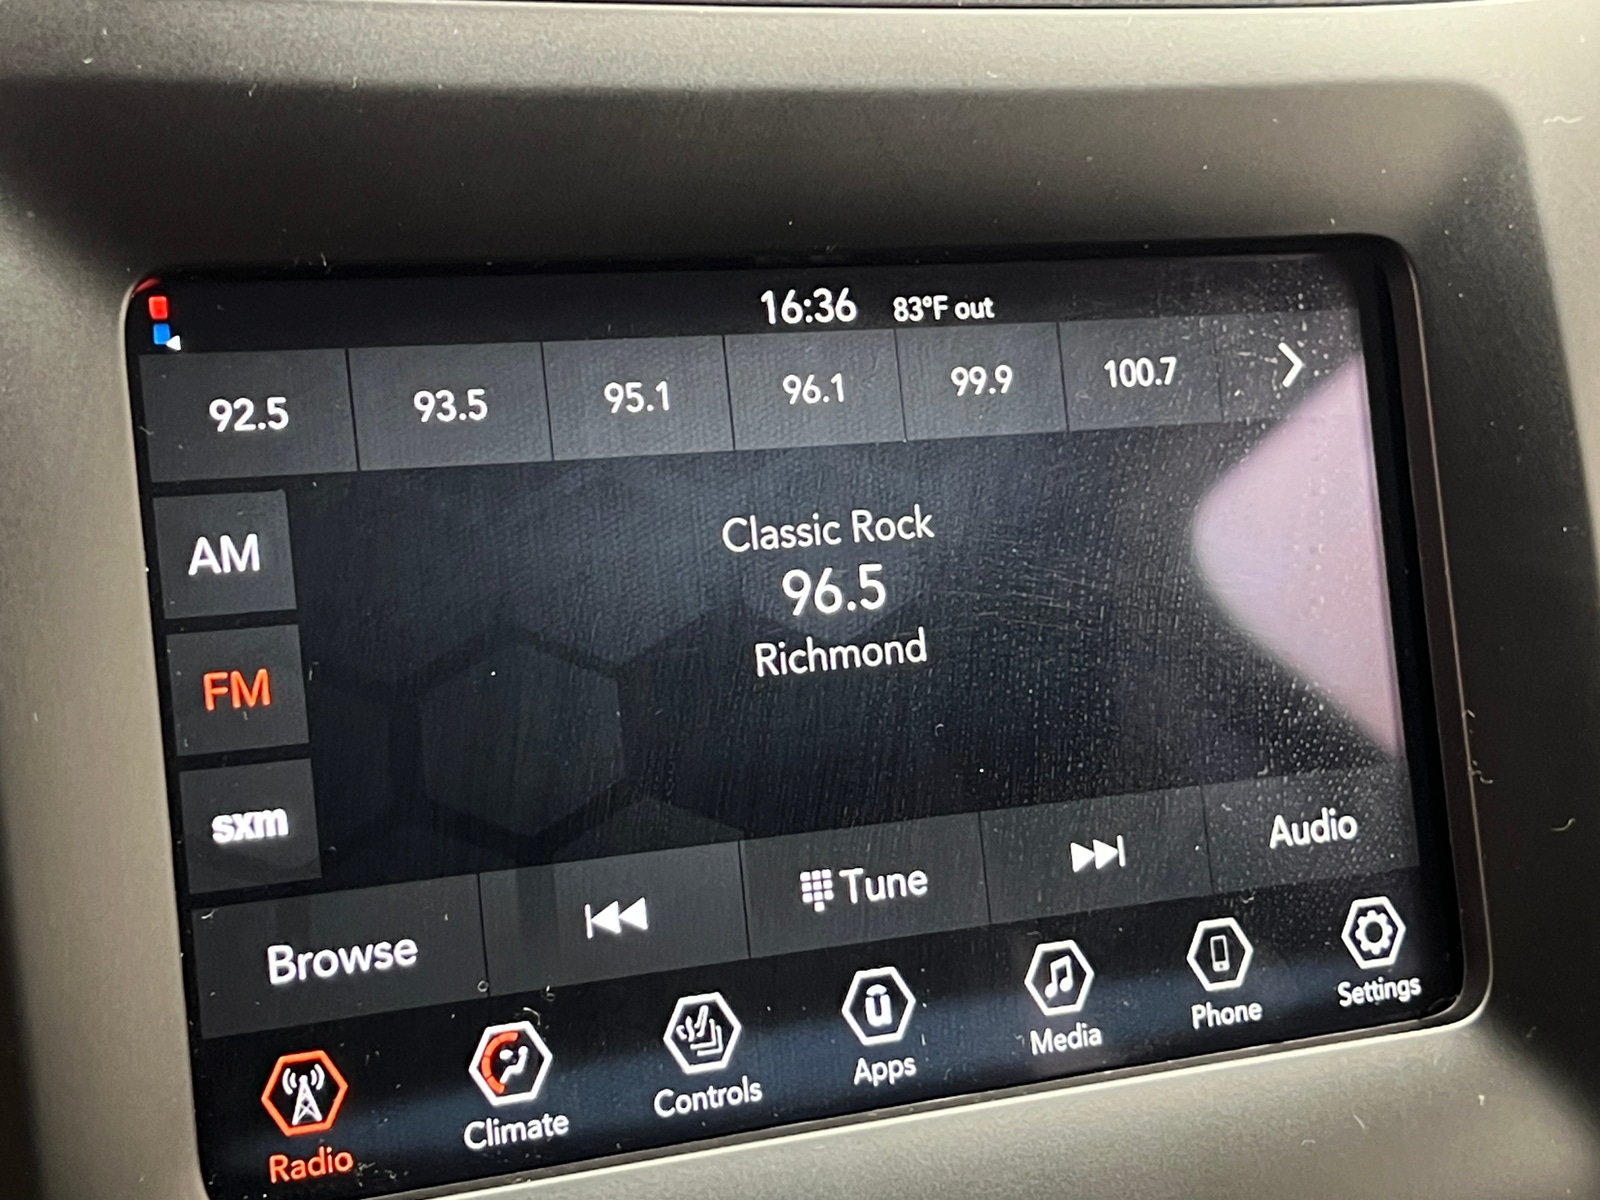 16:36 83°F out
92.5 93.5 95.1 96.1 99.9 100.7
AM
FM
sxm
Classic Rock
96.5
Richmond
Browse Tune Audio
Radio Climate Controls Apps Media Phone Settings